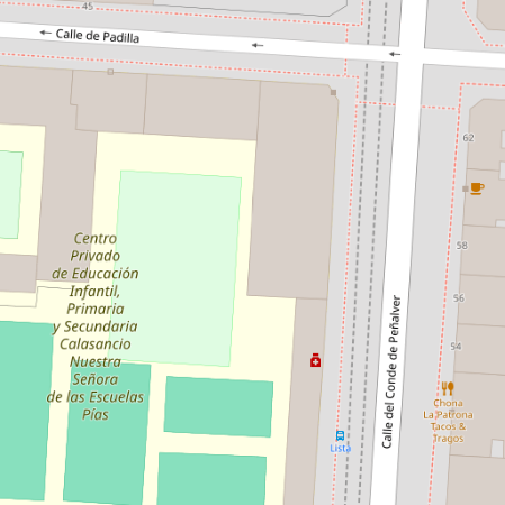 45
Calle de Padilla
62
Centro
Privado
de Educación
Infantil,
Primaria
y Secundaria
Calasancio
Nuestra
Señora
de las Escuelas
Pías
58
56
54
Calle del Conde de Peñalver
Chona
La Patrona
Tacos &
Tragos
Lista